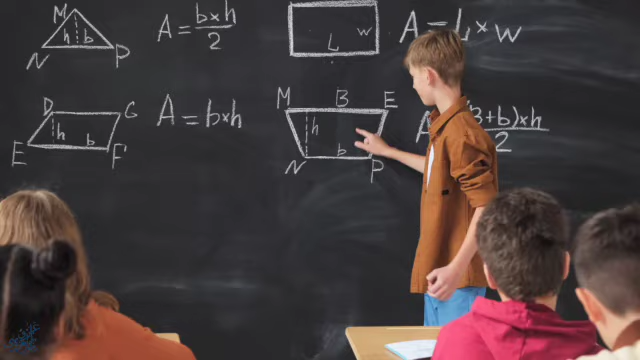 M
h b
N P
A = b×h
2
w
L
A = L×w
D G
h b
E F
A = b×h
M B E
h
b
N P
+b)×h
2